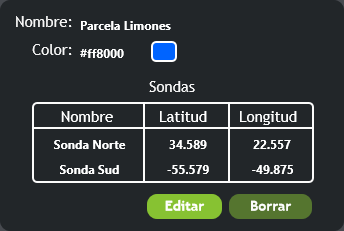 Nombre: Parcela Limones
Color: #ff8000
Sondas
Nombre Latitud Longitud
Sonda Norte 34.589 22.557
Sonda Sud -55.579 -49.875
Editar Borrar